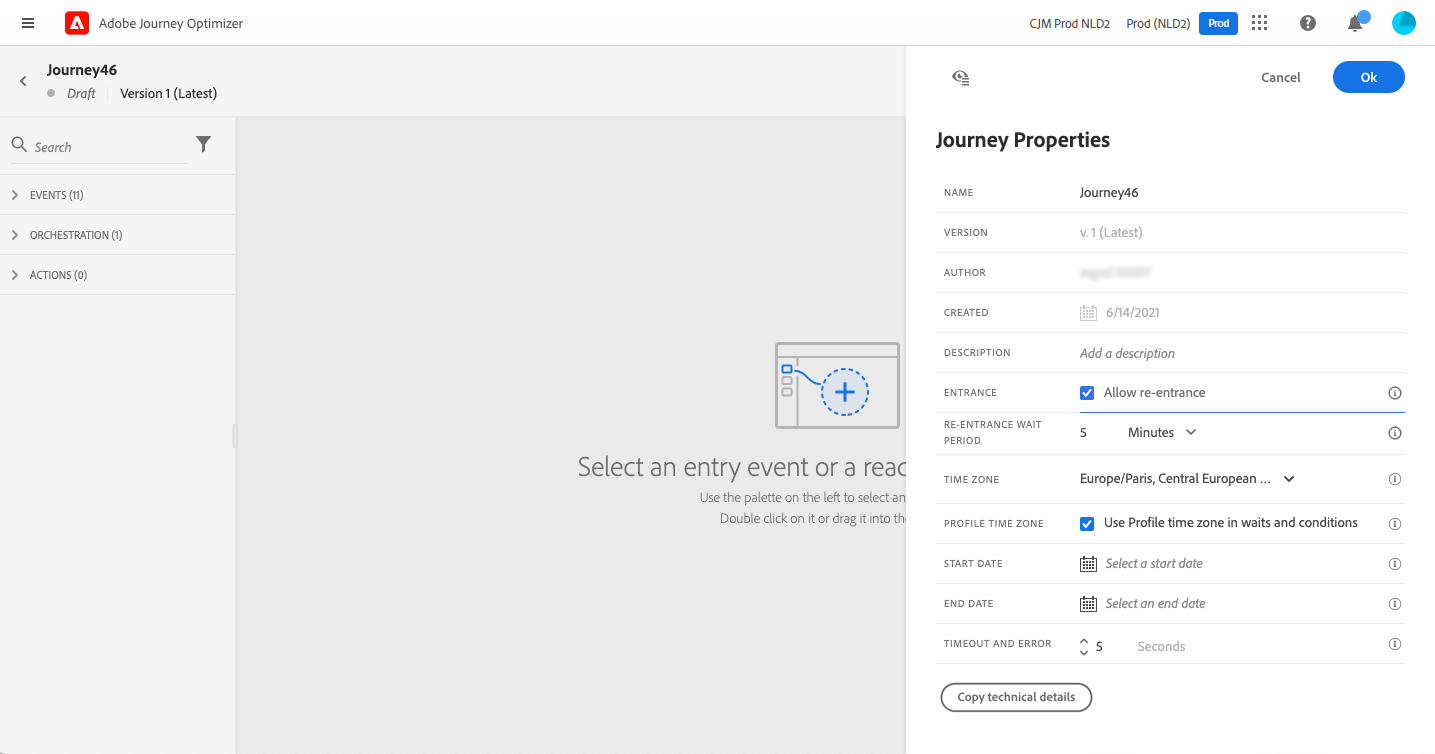 Adobe Journey Optimizer
CJM Prod NLD2
Prod (NLD2)
Prod
Journey46
Draft
Version 1 (Latest)
Search
EVENTS (11)
ORCHESTRATION (1)
ACTIONS (0)
Select an entry event or a read
Use the palette on the left to select an
Double click on it or drag it into the
Cancel
Ok
Journey Properties
NAME
Journey46
VERSION
v. 1 (Latest)
AUTHOR
CREATED
6/14/2021
DESCRIPTION
Add a description
ENTRANCE
Allow re-entrance
RE-ENTRANCE WAIT
PERIOD
5
Minutes
TIME ZONE
Europe/Paris, Central European ...
PROFILE TIME ZONE
Use Profile time zone in waits and conditions
START DATE
Select a start date
END DATE
Select an end date
TIMEOUT AND ERROR
5
Seconds
Copy technical details